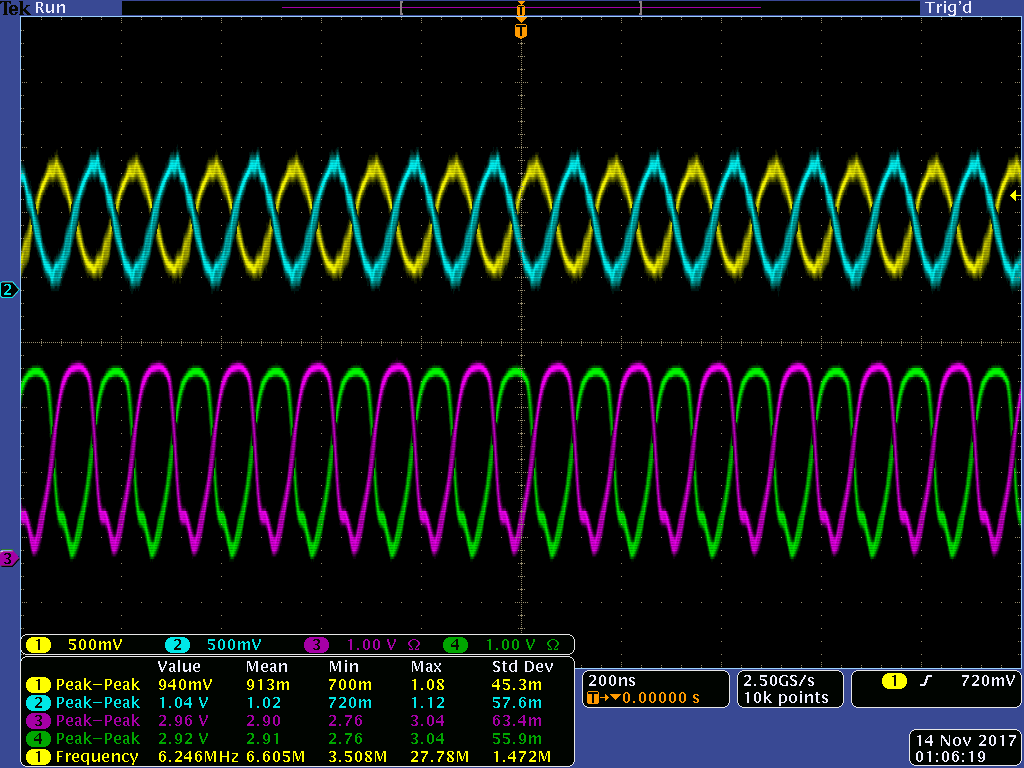 Tek Run Trig'd
T
T
2
3
1 500mV 2 500mV 3 1.00 V Ω 4 1.00 V Ω
Value Mean Min Max Std Dev
1 Peak–Peak 940mV 913m 700m 1.08 45.3m
2 Peak–Peak 1.04 V 1.02 720m 1.12 57.6m
3 Peak–Peak 2.96 V 2.90 2.76 3.04 63.4m
4 Peak–Peak 2.92 V 2.91 2.76 3.04 55.9m
1 Frequency 6.246MHz 6.605M 3.508M 27.78M 1.472M
200ns
T→▼0.00000 s
2.50GS/s
10k points
1 720mV
14 Nov 2017
01:06:19